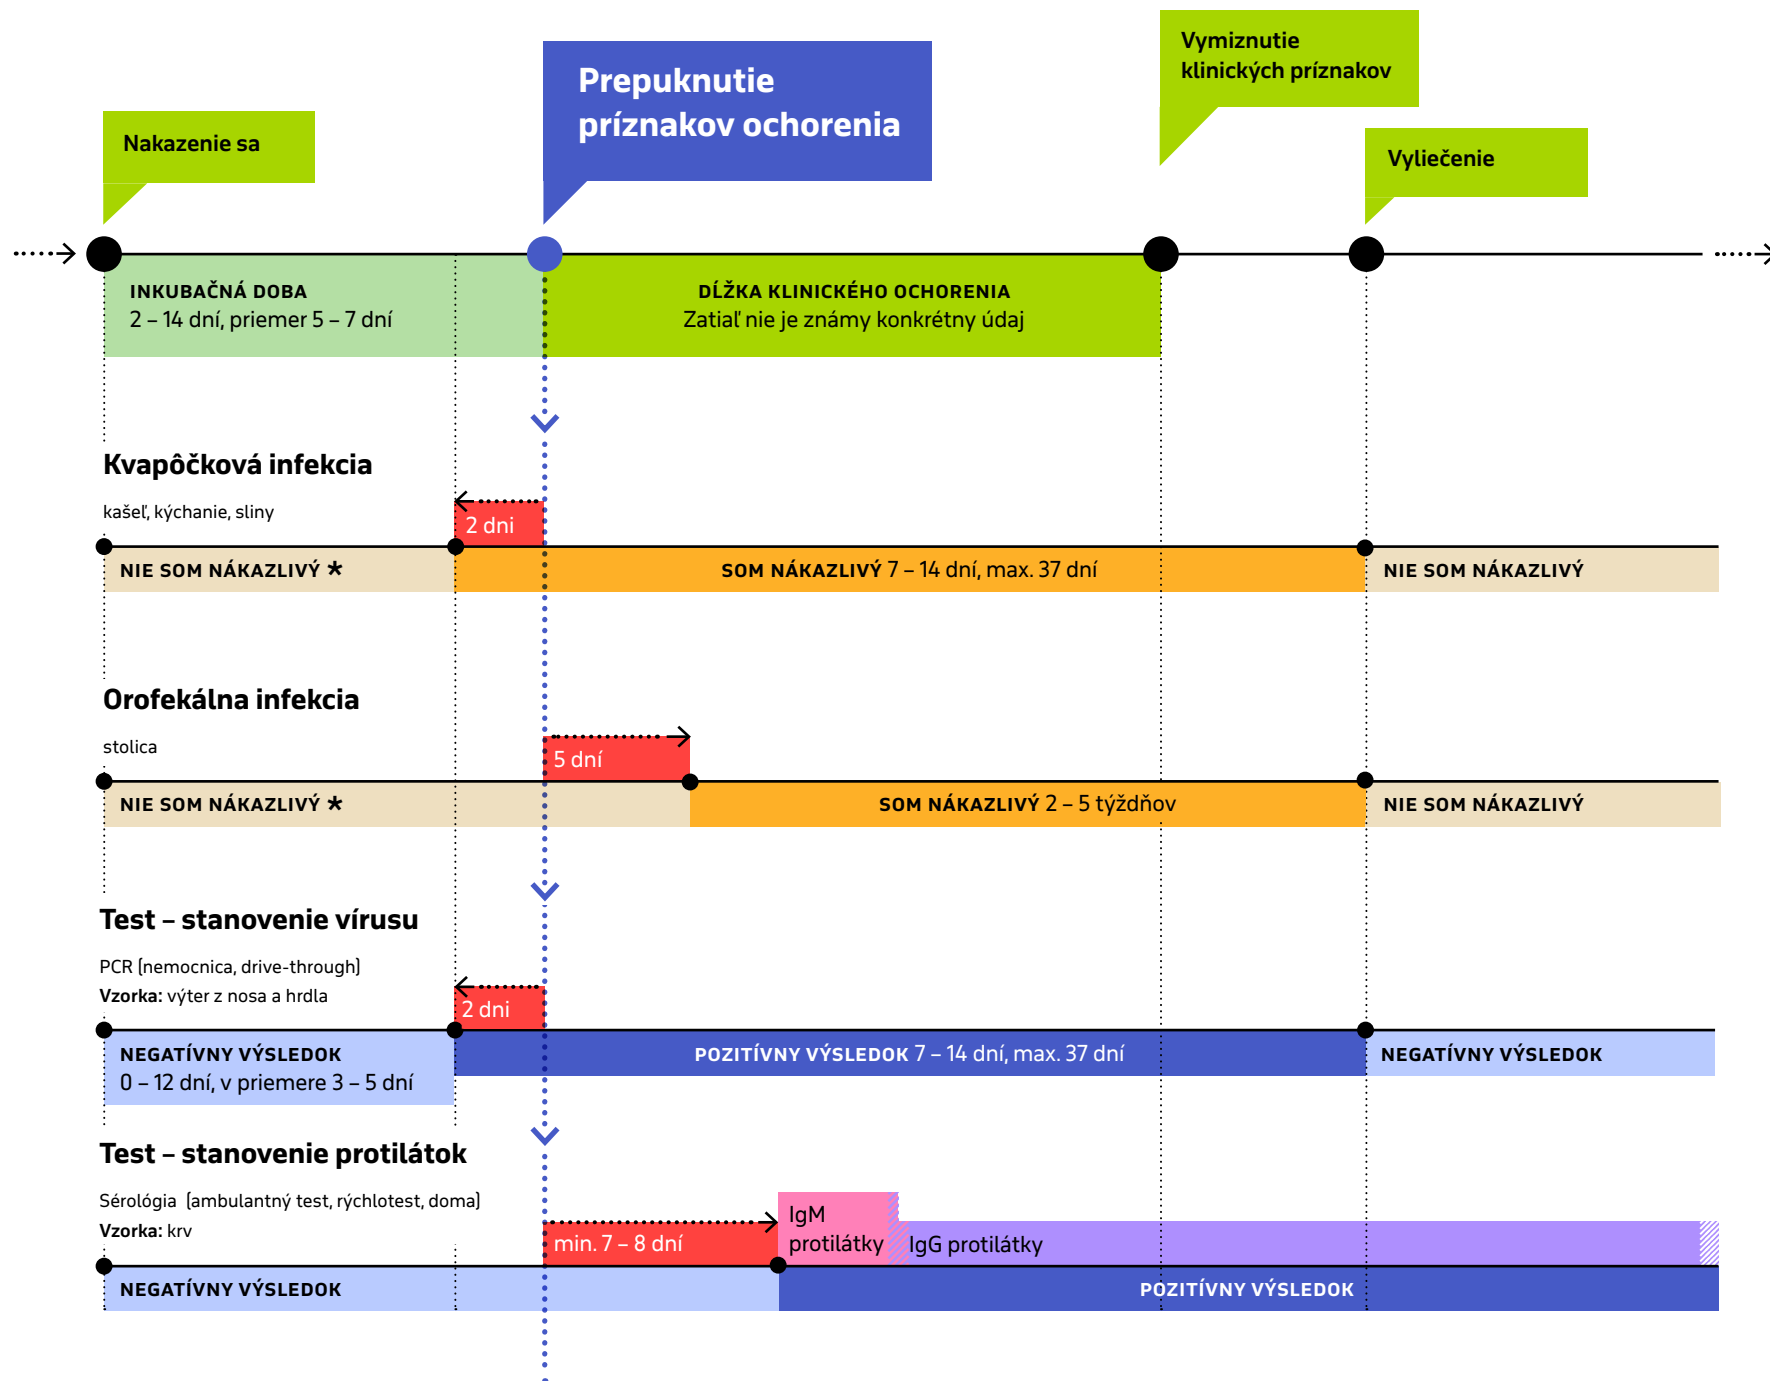 Nakazenie sa
Prepuknutie
príznakov ochorenia
Vymiznutie
klinických príznakov
Vyliečenie
INKUBAČNÁ DOBA
2 – 14 dní, priemer 5 – 7 dní
DĹŽKA KLINICKÉHO OCHORENIA
Zatiaľ nie je známy konkrétny údaj
Kvapôčková infekcia
kašeľ, kýchanie, sliny
2 dni
NIE SOM NÁKAZLIVÝ *
SOM NÁKAZLIVÝ 7 – 14 dní, max. 37 dní
NIE SOM NÁKAZLIVÝ
Orofekálna infekcia
stolica
5 dní
NIE SOM NÁKAZLIVÝ *
SOM NÁKAZLIVÝ 2 – 5 týždňov
NIE SOM NÁKAZLIVÝ
Test – stanovenie vírusu
PCR (nemocnica, drive-through)
Vzorka: výter z nosa a hrdla
2 dni
NEGATÍVNY VÝSLEDOK
0 – 12 dní, v priemere 3 – 5 dní
POZITÍVNY VÝSLEDOK 7 – 14 dní, max. 37 dní
NEGATÍVNY VÝSLEDOK
Test – stanovenie protilátok
Sérológia (ambulantný test, rýchlotest, doma)
Vzorka: krv
min. 7 – 8 dní
IgM
protilátky
IgG protilátky
NEGATÍVNY VÝSLEDOK
POZITÍVNY VÝSLEDOK